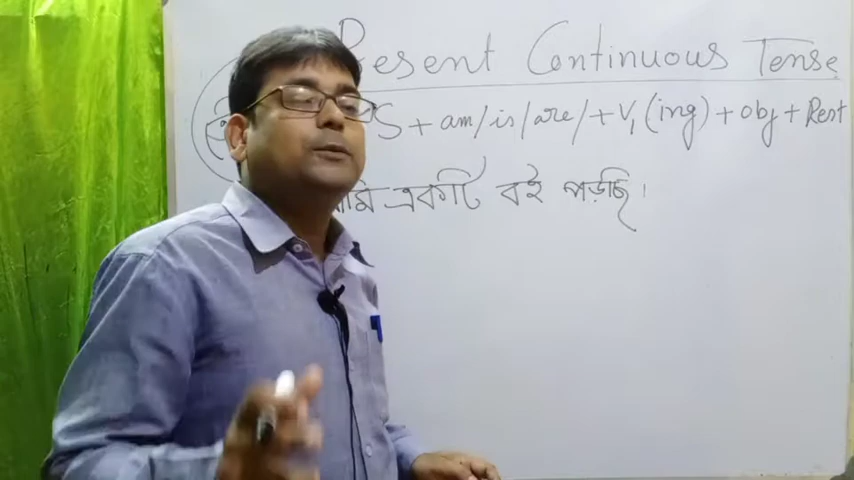 Present Continuous Tense
S + am/is/are/ + V₁ (ing) + obj + Rest
একটি বই পড়ছি।